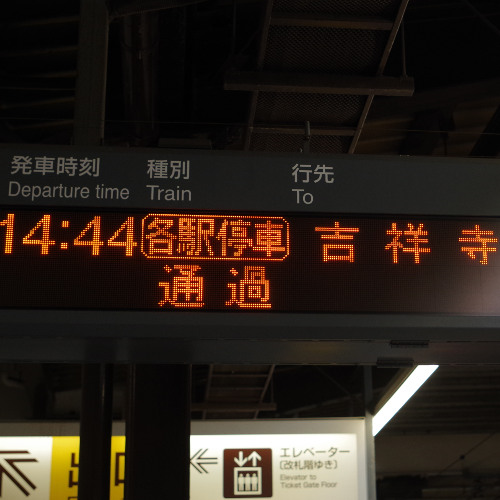 発車時刻 種別 行先
Departure time Train To
14:44 各駅停車 吉祥寺
通過
出口
エレベーター
(改札階ゆき)
Elevator to
Ticket Gate Floor